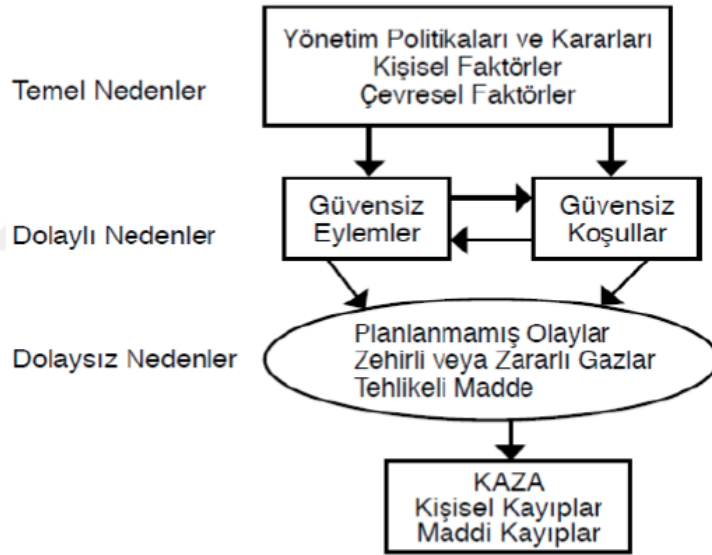 Yönetim Politikaları ve Kararları
Kişisel Faktörler
Çevresel Faktörler
Temel Nedenler
Güvensiz
Eylemler
Güvensiz
Koşullar
Dolaylı Nedenler
Planlanmamış Olaylar
Zehirli veya Zararlı Gazlar
Tehlikeli Madde
Dolaysız Nedenler
KAZA
Kişisel Kayıplar
Maddi Kayıplar